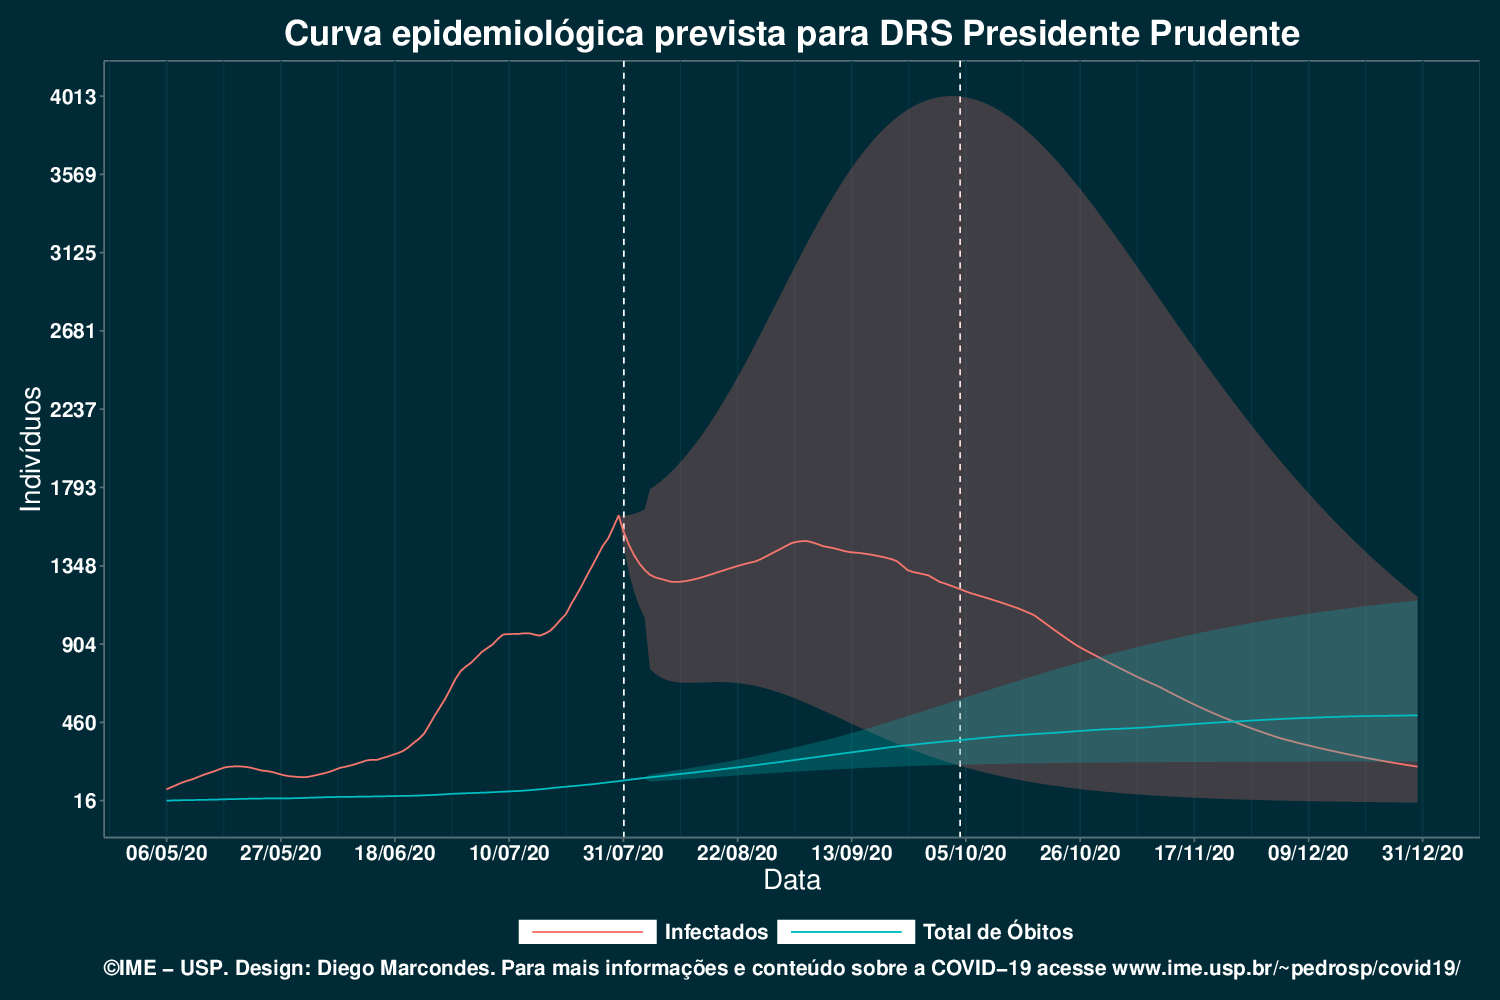 Curva epidemiológica prevista para DRS Presidente Prudente
Indivíduos
4013
3569
3125
2681
2237
1793
1348
904
460
16
06/05/20 27/05/20 18/06/20 10/07/20 31/07/20 22/08/20 13/09/20 05/10/20 26/10/20 17/11/20 09/12/20 31/12/20
Data
Infectados Total de Óbitos
©IME − USP. Design: Diego Marcondes. Para mais informações e conteúdo sobre a COVID−19 acesse www.ime.usp.br/~pedrosp/covid19/